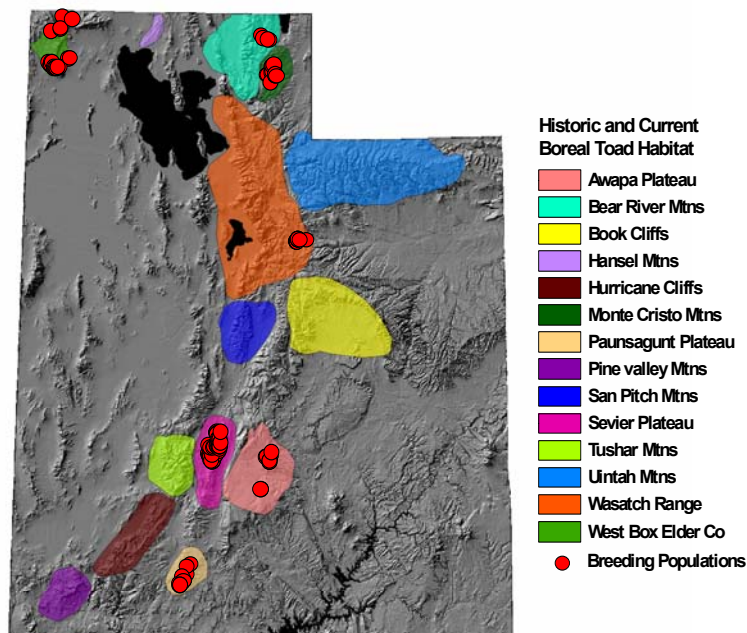 Historic and Current
Boreal Toad Habitat
Awapa Plateau
Bear River Mtns
Book Cliffs
Hansel Mtns
Hurricane Cliffs
Monte Cristo Mtns
Paunsagunt Plateau
Pine valley Mtns
San Pitch Mtns
Sevier Plateau
Tushar Mtns
Uintah Mtns
Wasatch Range
West Box Elder Co
Breeding Populations